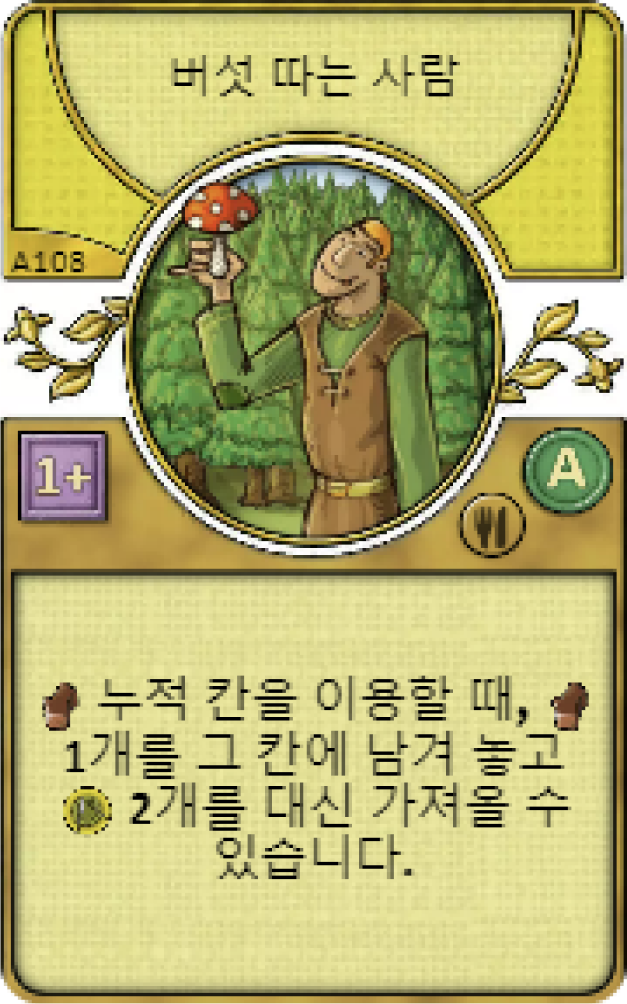 버섯 따는 사람
A108
1+
A
누적 칸을 이용할 때,
1개를 그 칸에 남겨 놓고
2개를 대신 가져올 수
있습니다.